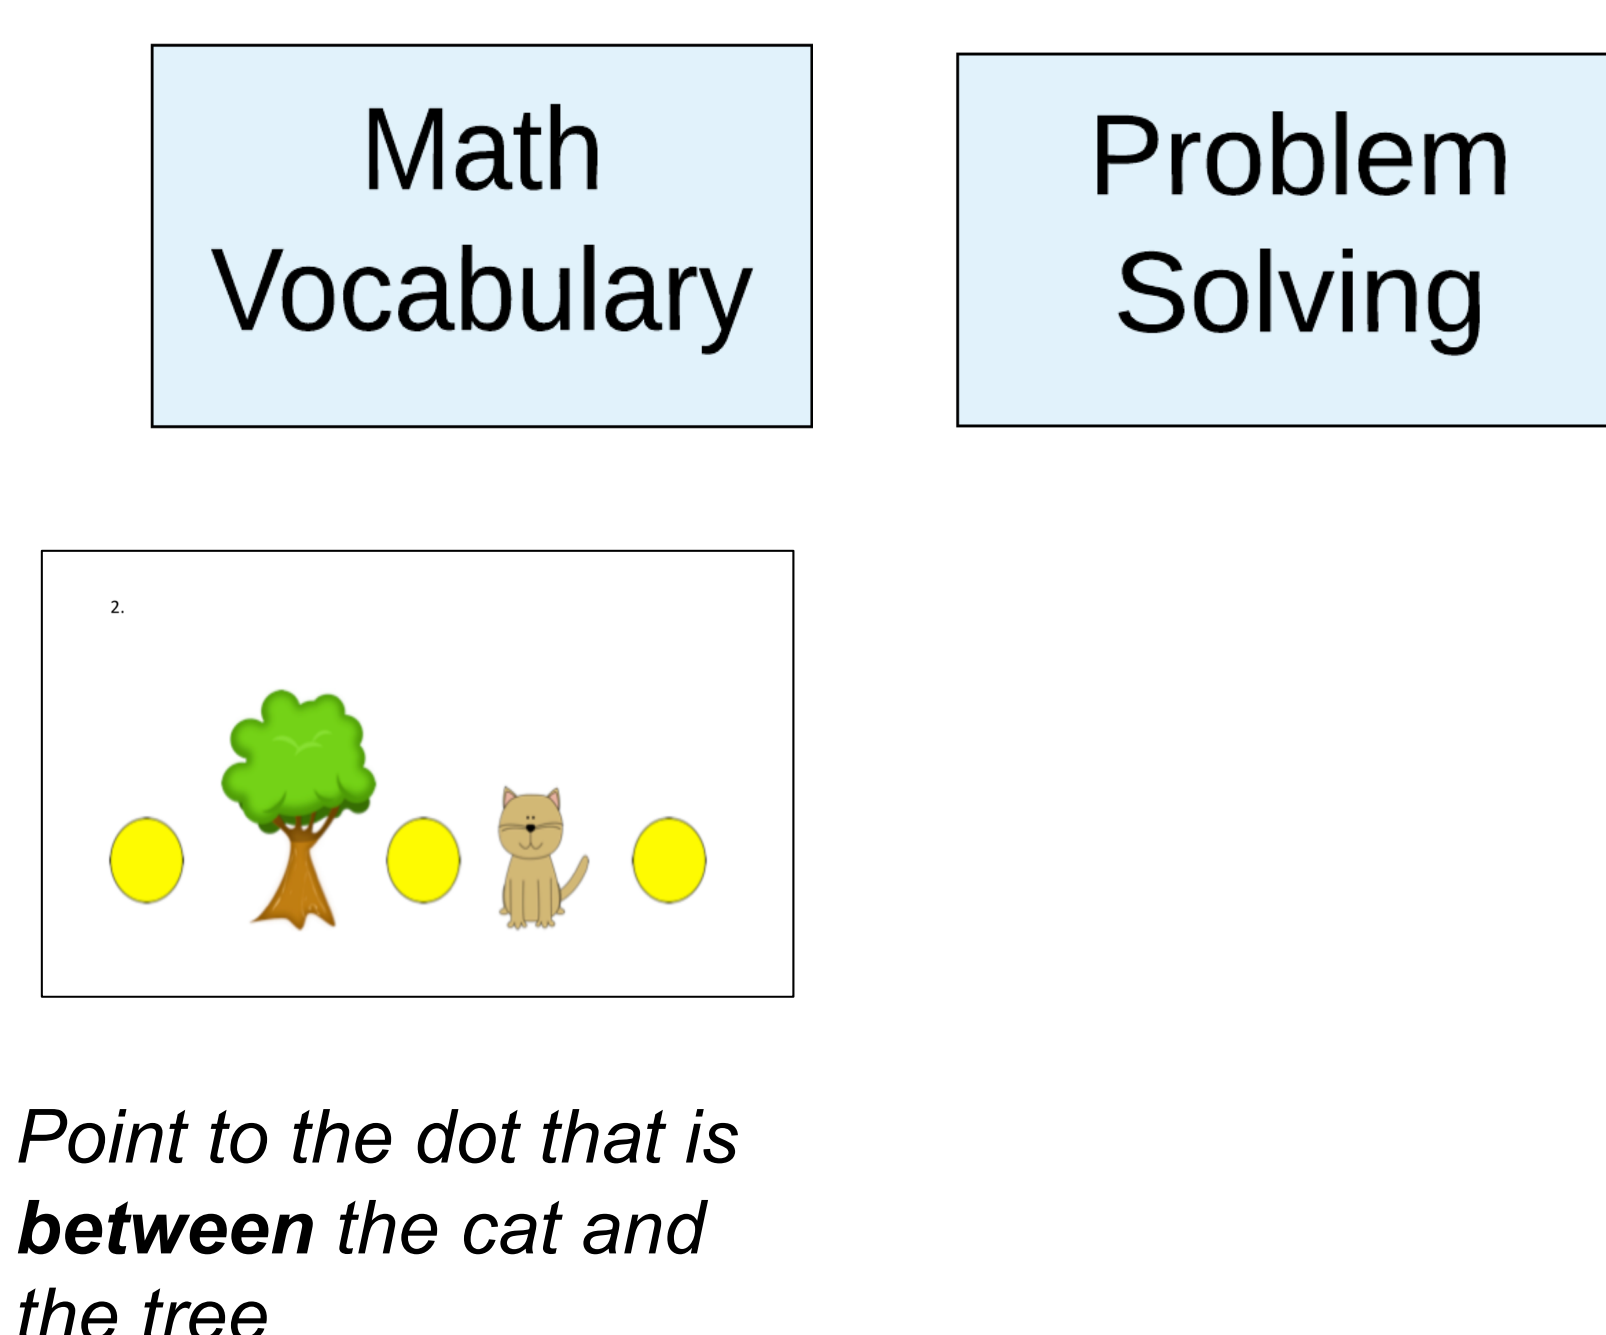 Math
Vocabulary
Problem
Solving
2.
Point to the dot that is
between the cat and
the tree